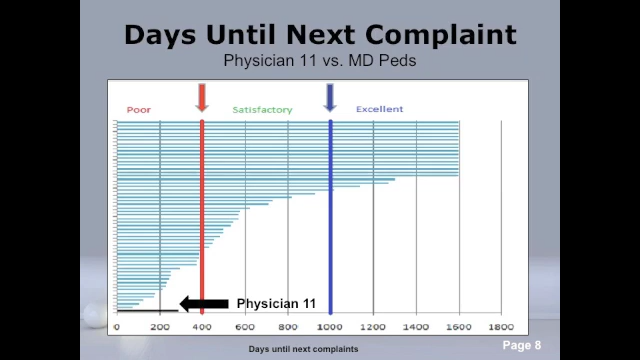 Days Until Next Complaint
Physician 11 vs. MD Peds
Poor Satisfactory Excellent
Physician 11
0 200 400 600 800 1000 1200 1400 1600 1800
Days until next complaints
Page 8